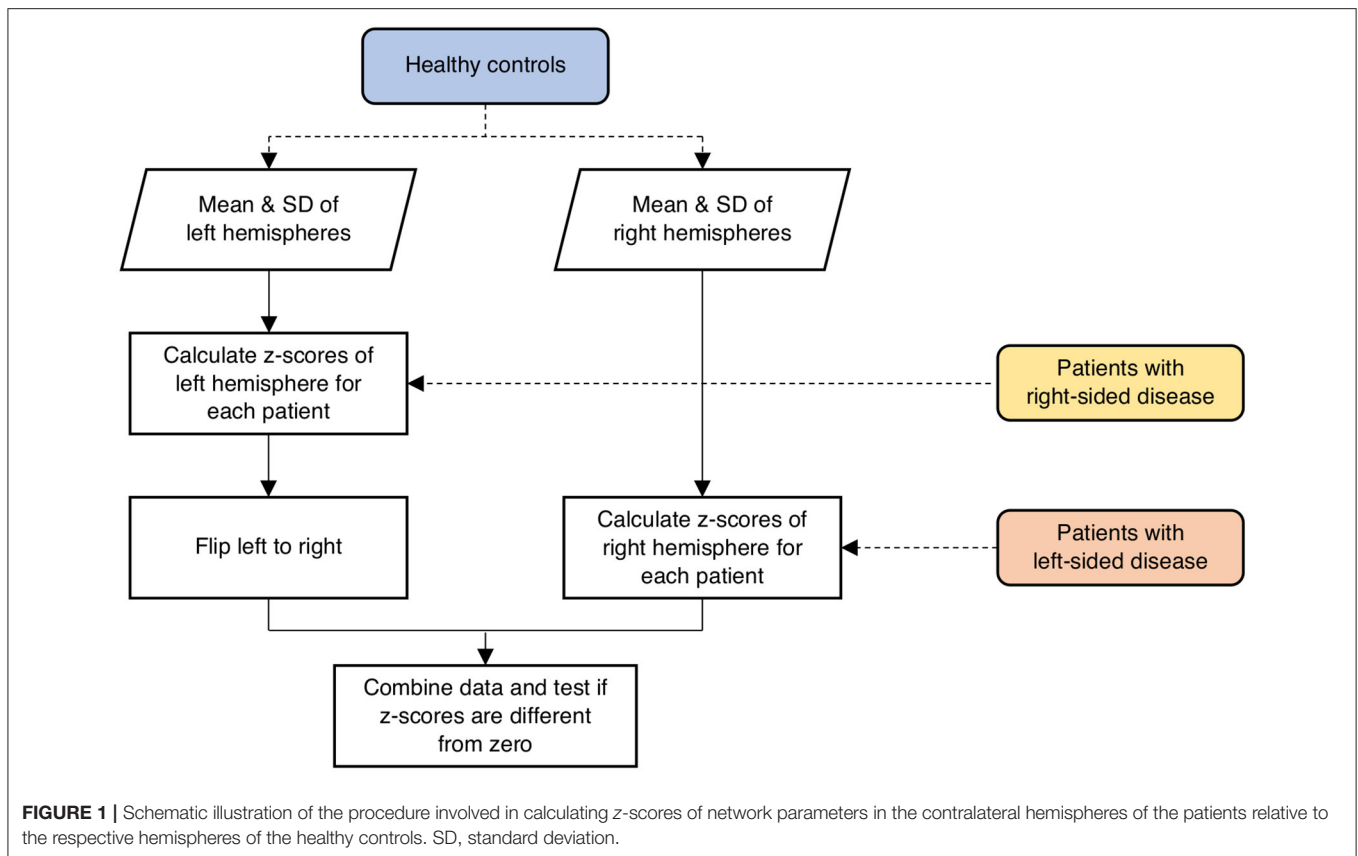 Healthy controls
Mean & SD of
left hemispheres
Mean & SD of
right hemispheres
Calculate z-scores of
left hemisphere for
each patient
Patients with
right-sided disease
Flip left to right
Calculate z-scores of
right hemisphere for
each patient
Patients with
left-sided disease
Combine data and test if
z-scores are different
from zero
FIGURE 1 | Schematic illustration of the procedure involved in calculating z-scores of network parameters in the contralateral hemispheres of the patients relative to
the respective hemispheres of the healthy controls. SD, standard deviation.